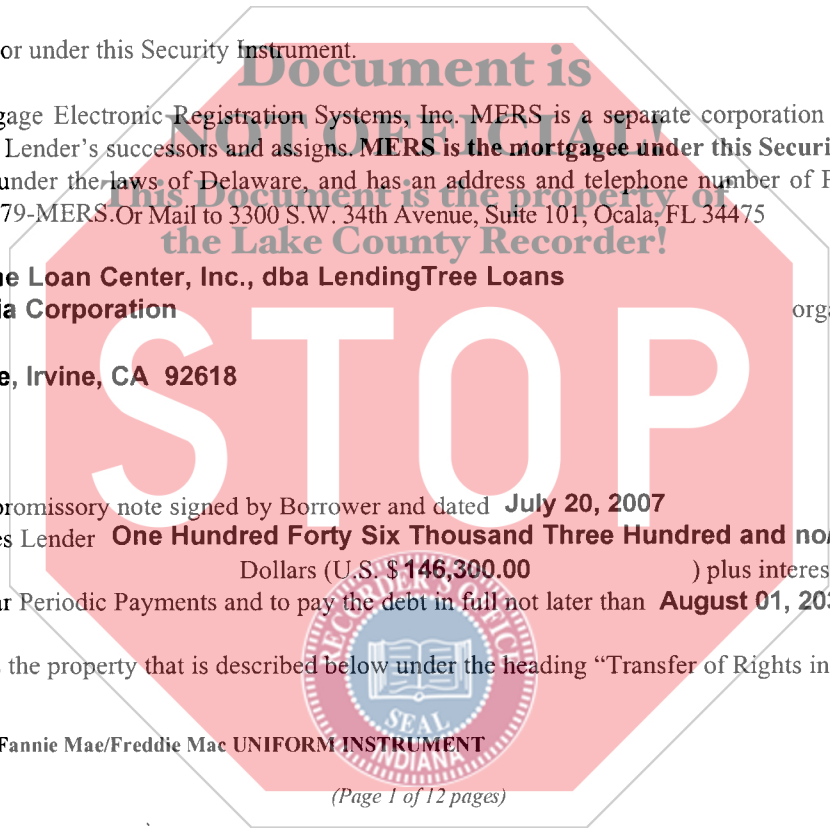 or under this Security Instrument.
Document is
gage Electronic Registration Systems, Inc. MERS is a separate corporation
NOT OFFICIAL!
Lender's successors and assigns. MERS is the mortgagee under this Securi
under the laws of Delaware, and has an address and telephone number of P
This Document is the property of
79-MERS.Or Mail to 3300 S.W. 34th Avenue, Suite 101, Ocala, FL 34475
the Lake County Recorder!
e Loan Center, Inc., dba LendingTree Loans
ia Corporation orga
STOP
e, Irvine, CA 92618
promissory note signed by Borrower and dated July 20, 2007
es Lender One Hundred Forty Six Thousand Three Hundred and no/
Dollars (U.S. $146,300.00 ) plus interes
ar Periodic Payments and to pay the debt in full not later than August 01, 203
RECORDER'S OFFICE
the property that is described below under the heading “Transfer of Rights in
SEAL
INDIANA
Fannie Mae/Freddie Mac UNIFORM INSTRUMENT
(Page 1 of 12 pages)